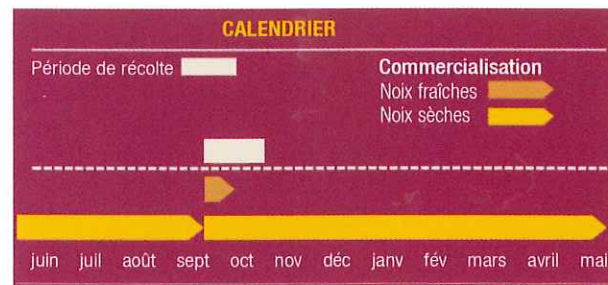 CALENDRIER
Période de récolte
Commercialisation
Noix fraîches
Noix sèches
juin juil août sept oct nov déc janv fév mars avril mai